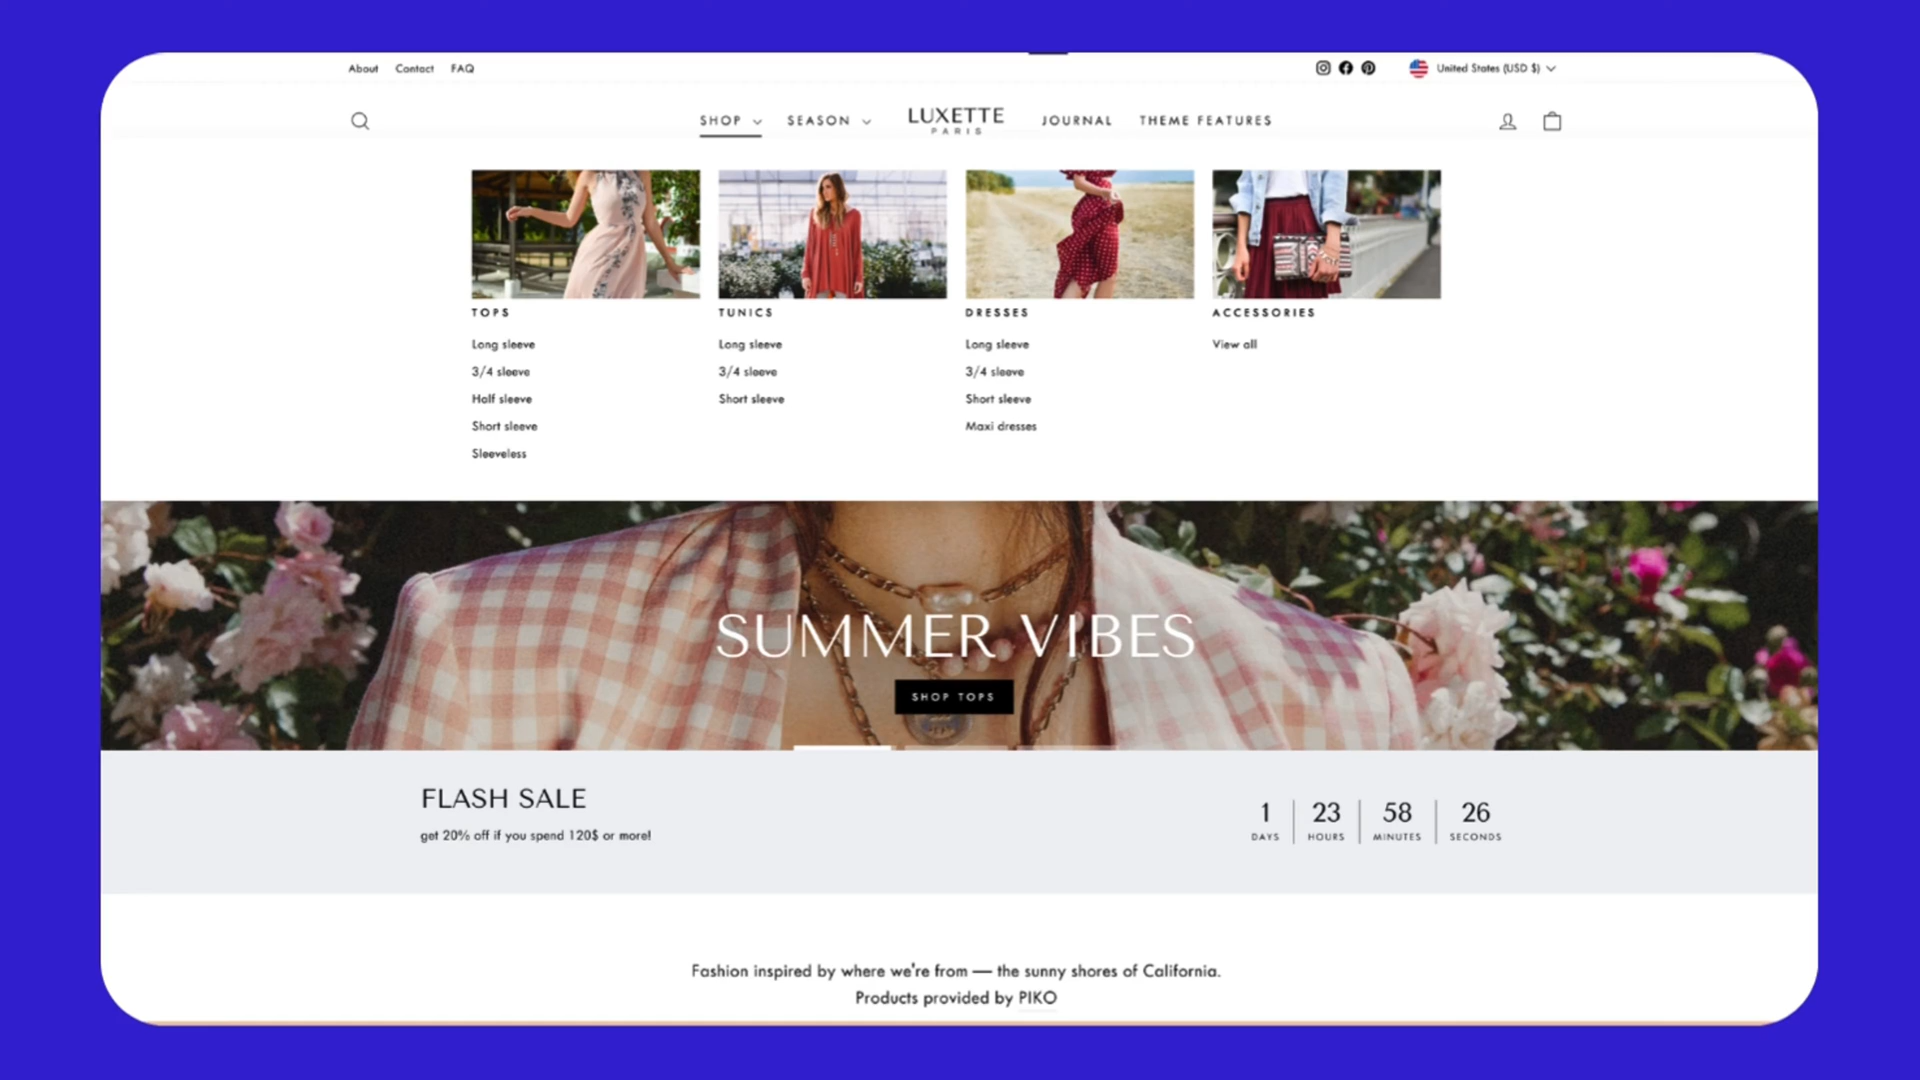 About Contact FAQ
United States (USD $)
SHOP SEASON LUXETTE JOURNAL THEME FEATURES
PARIS
TOPS
Long sleeve
3/4 sleeve
Half sleeve
Short sleeve
Sleeveless
TUNICS
Long sleeve
3/4 sleeve
Short sleeve
DRESSES
Long sleeve
3/4 sleeve
Short sleeve
Maxi dresses
ACCESSORIES
View all
SUMMER VIBES
SHOP TOPS
FLASH SALE
get 20% off if you spend 120$ or more!
1 23 58 26
DAYS HOURS MINUTES SECONDS
Fashion inspired by where we're from — the sunny shores of California.
Products provided by PIKO